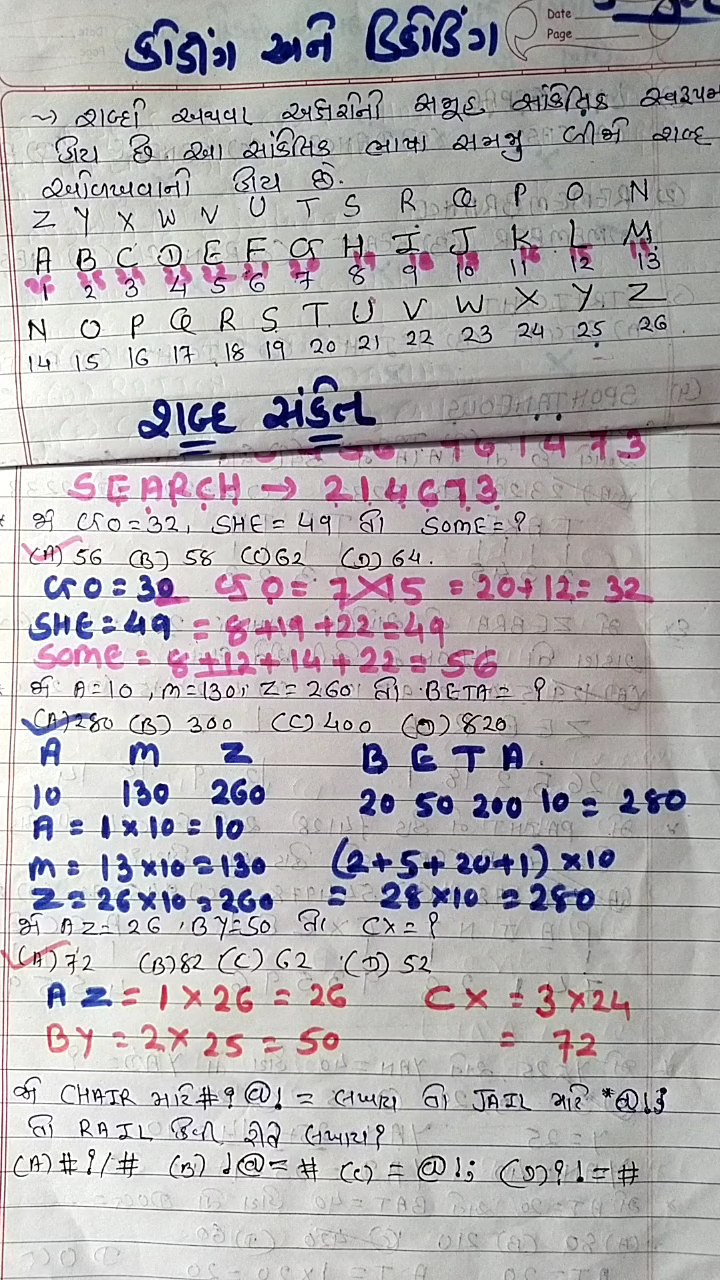 Date
Page
કોડીંગ અને ડિકોડિંગ
→ શબ્દો અથવા અક્ષરોનો સમૂહ સાંકેતિક સ્વરૂપમ
હોય છે આ સાંકેતિક ભાષા સમજી બીજો શબ્દ
ઓળખવાનો હોય છે.
Z Y X W V U T S R Q P O N
A B C D E F G H I J K L M
1 2 3 4 5 6 7 8 9 10 11 12 13
N O P Q R S T U V W X Y Z
14 15 16 17 18 19 20 21 22 23 24 25 26
શબ્દ સંકેત
SEARCH → 214673
* જો GO=32, SHE=49 તો SOME=?
(A) 56 (B) 58 (C) 62 (D) 64.
GO=30 GO= 7×15 =20+12=32
SHE=49 =8+19+22=49
SOME= 8+12+14+22=56
* જો A=10, M=130, Z=260 તો BETA=?
(A) 280 (B) 300 (C) 400 (D) 820
A M Z B E T A
10 130 260 20 50 200 10 = 280
A = 1×10=10
M= 13×10=130 (2+5+20+1)×10
Z=26×10=260 = 28×10=280
જો AZ=26, BY=50 તો CX=?
(A) 72 (B) 82 (C) 62 (D) 52
AZ=1×26=26 CX=3×24
BY=2×25=50 = 72
જો CHAIR માટે #?@!= લખાય તો JAIL માટે *@!;
તો RAIL કેવી રીતે લખાય?
(A) #?/# (B) !@=# (C) =@!; (D) ?!=#